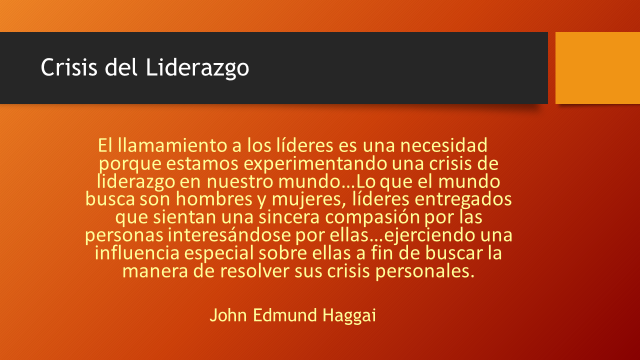 Crisis del Liderazgo
El llamamiento a los líderes es una necesidad
porque estamos experimentando una crisis de
liderazgo en nuestro mundo...Lo que el mundo
busca son hombres y mujeres, líderes entregados
que sientan una sincera compasión por las
personas interesándose por ellas...ejerciendo una
influencia especial sobre ellas a fin de buscar la
manera de resolver sus crisis personales.
John Edmund Haggai